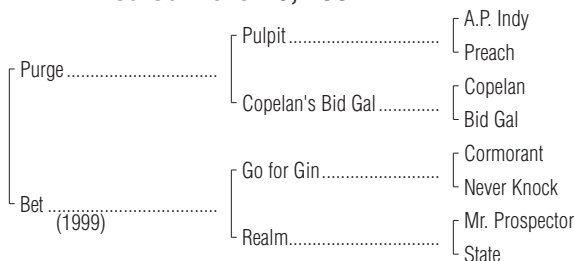 A.P. Indy
Pulpit
Preach
Purge
Copelan
Copelan's Bid Gal
Bid Gal
Cormorant
Go for Gin
Never Knock
Bet
(1999)
Mr. Prospector
Realm
State